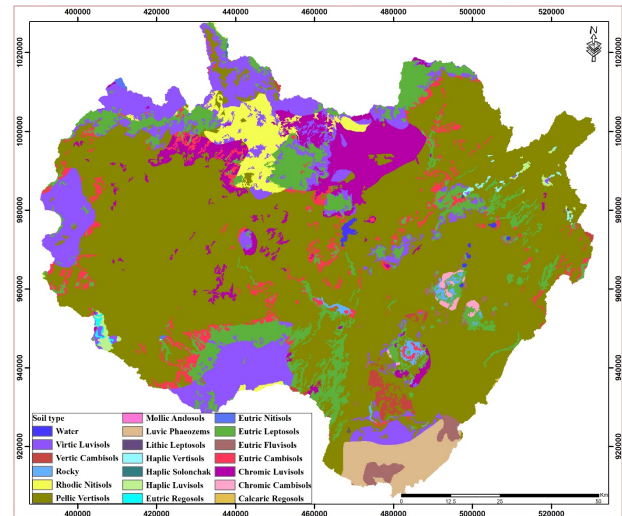 400000 420000 440000 460000 480000 500000 520000
N
1020000 1020000
1000000 1000000
980000 980000
960000 960000
940000 940000
920000 920000
Soil type
Water
Virtic Luvisols
Vertic Cambisols
Rocky
Rhodic Nitisols
Pellic Vertisols
Mollic Andosols
Luvic Phaeozems
Lithic Leptosols
Haplic Vertisols
Haplic Solonchak
Haplic Luvisols
Eutric Regosols
Eutric Nitisols
Eutric Leptosols
Eutric Fluvisols
Eutric Cambisols
Chromic Luvisols
Chromic Cambisols
Calcaric Regosols
0 12.5 25 50
Km
400000 420000 440000 460000 480000 500000 520000